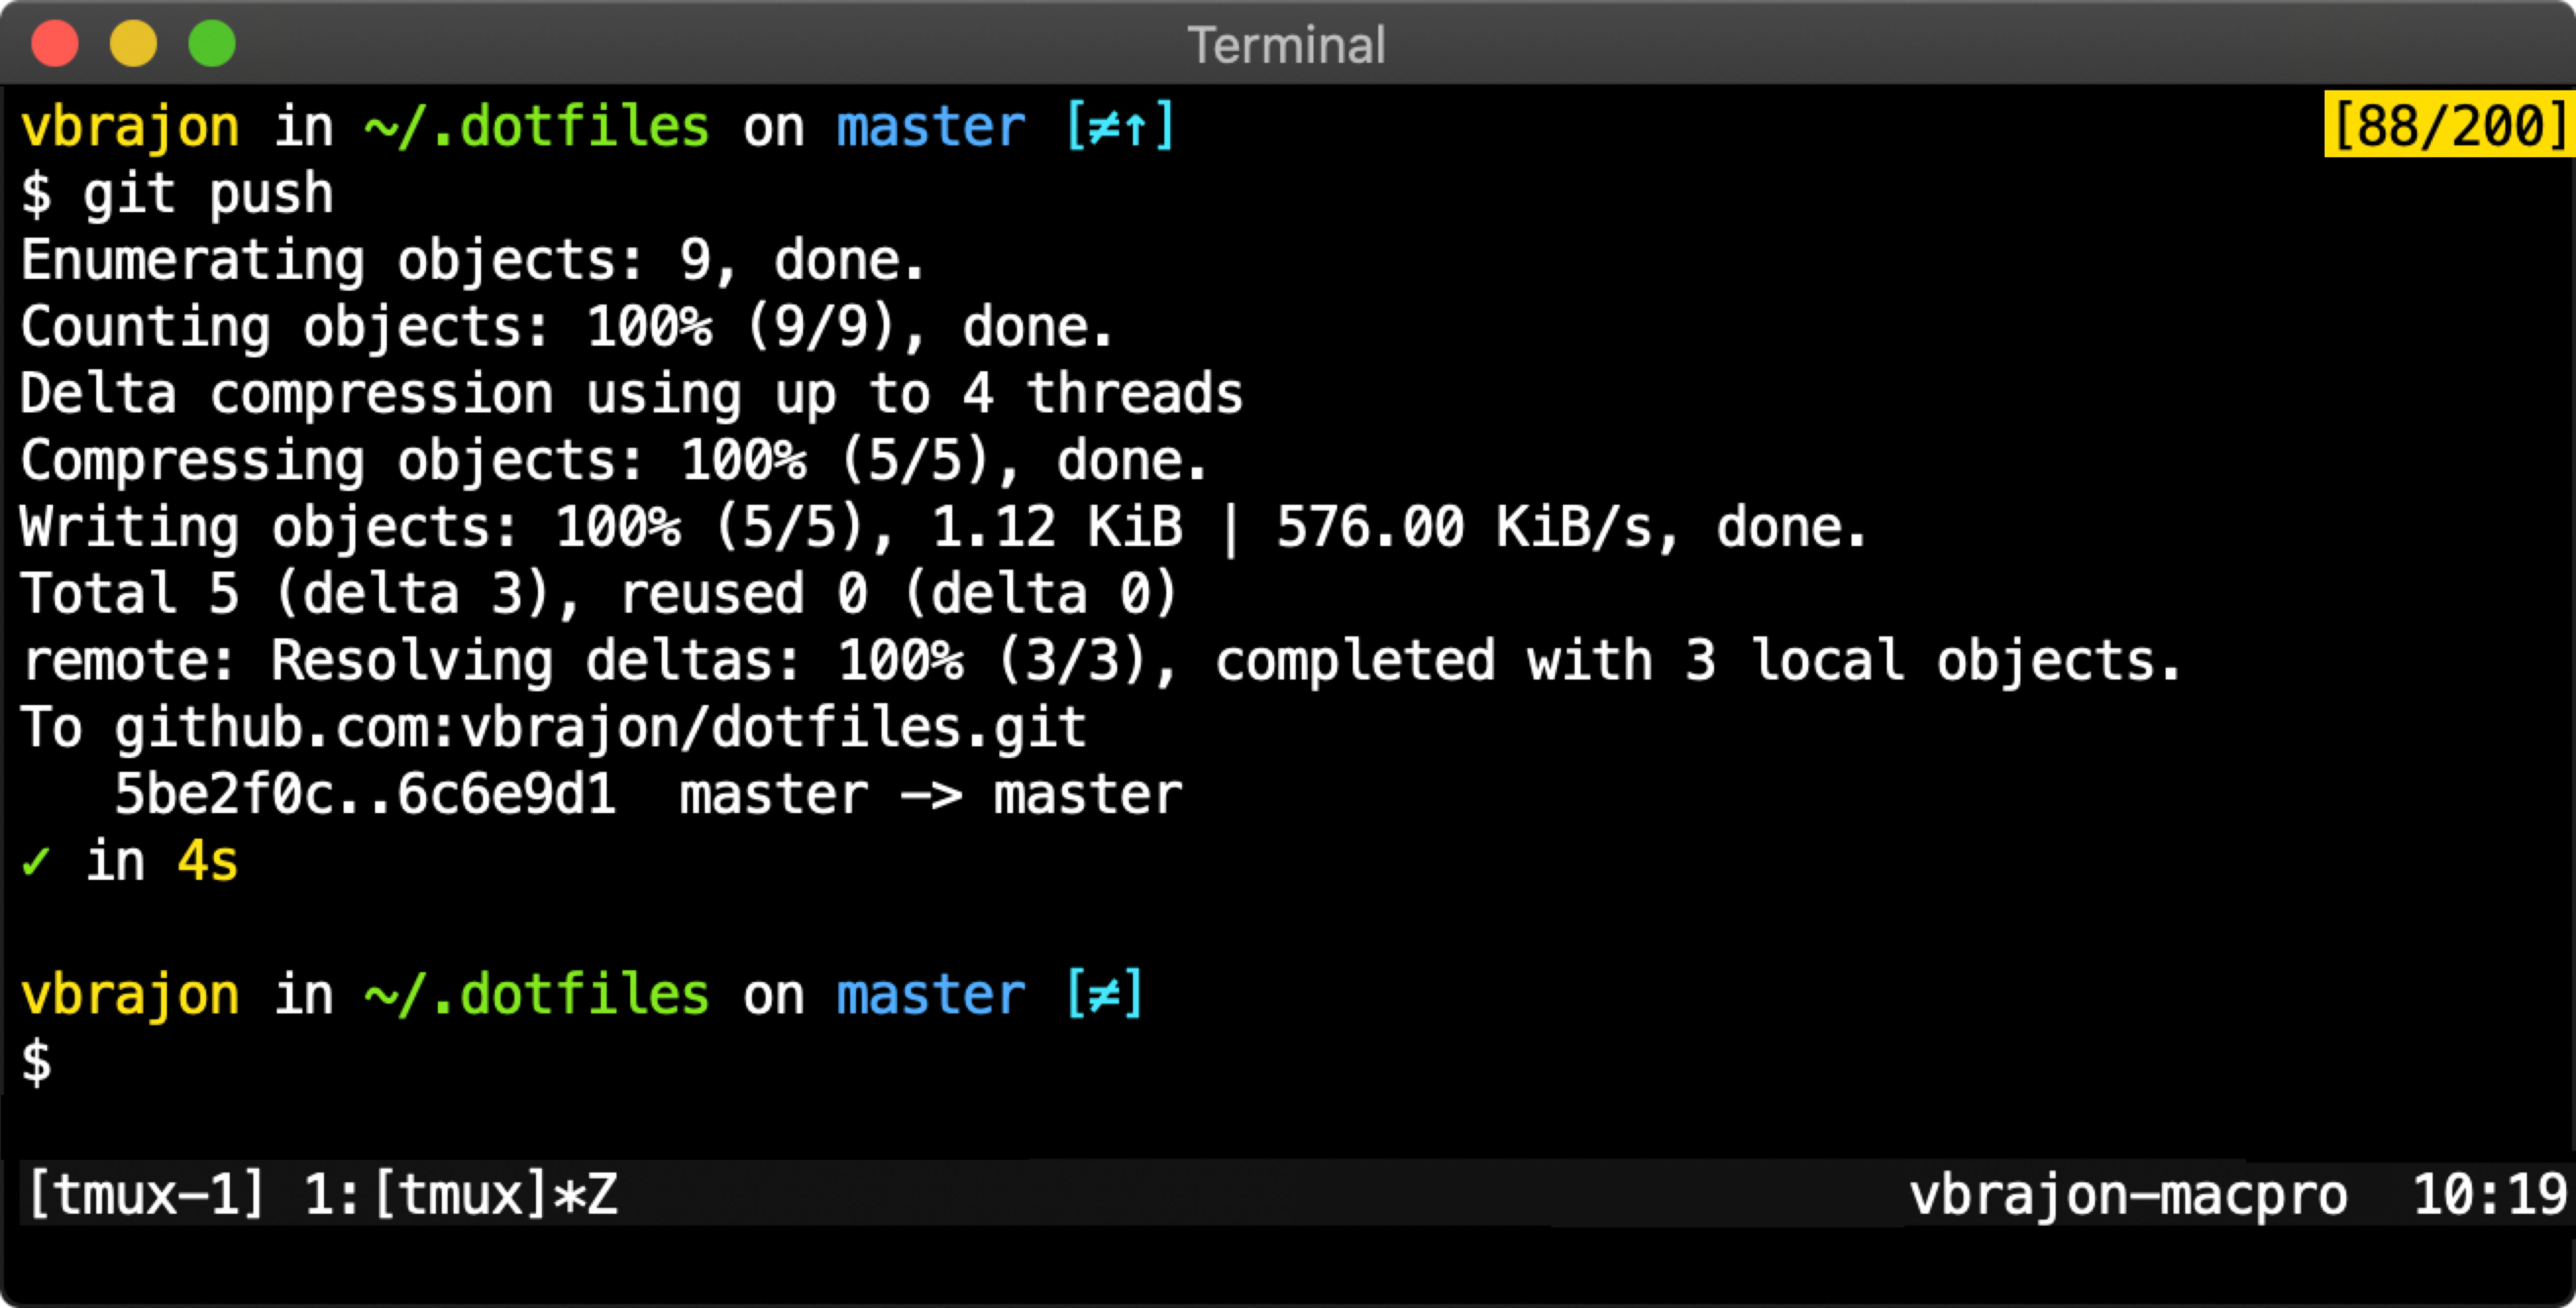 Terminal
vbrajon in ~/.dotfiles on master [≠↑] [88/200]
$ git push
Enumerating objects: 9, done.
Counting objects: 100% (9/9), done.
Delta compression using up to 4 threads
Compressing objects: 100% (5/5), done.
Writing objects: 100% (5/5), 1.12 KiB | 576.00 KiB/s, done.
Total 5 (delta 3), reused 0 (delta 0)
remote: Resolving deltas: 100% (3/3), completed with 3 local objects.
To github.com:vbrajon/dotfiles.git
   5be2f0c..6c6e9d1  master -> master
✓ in 4s
vbrajon in ~/.dotfiles on master [≠]
$
[tmux-1] 1:[tmux]*Z vbrajon-macpro  10:19